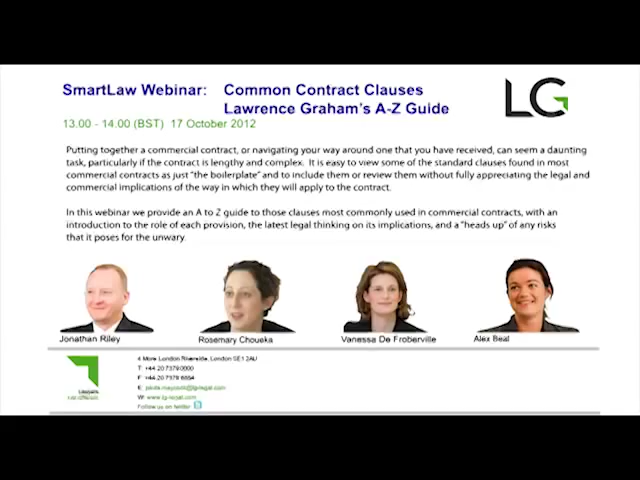 SmartLaw Webinar: Common Contract Clauses
Lawrence Graham's A-Z Guide
LG
13.00 - 14.00 (BST) 17 October 2012
Putting together a commercial contract, or navigating your way around one that you have received, can seem a daunting
task, particularly if the contract is lengthy and complex. It is easy to view some of the standard clauses found in most
commercial contracts as just "the boilerplate" and to include them or review them without fully appreciating the legal and
commercial implications of the way in which they will apply to the contract.
In this webinar we provide an A to Z guide to those clauses most commonly used in commercial contracts, with an
introduction to the role of each provision, the latest legal thinking on its implications, and a "heads up" of any risks
that it poses for the unwary.
Jonathan Riley
Rosemary Choueka
Vanessa De Froberville
Alex Beal
4 More London Riverside, London SE1 2AU
T: +44 20 7379 0000
F: +44 20 7379 6854
E:
W: www.lg-legal.com
Follow us on twitter